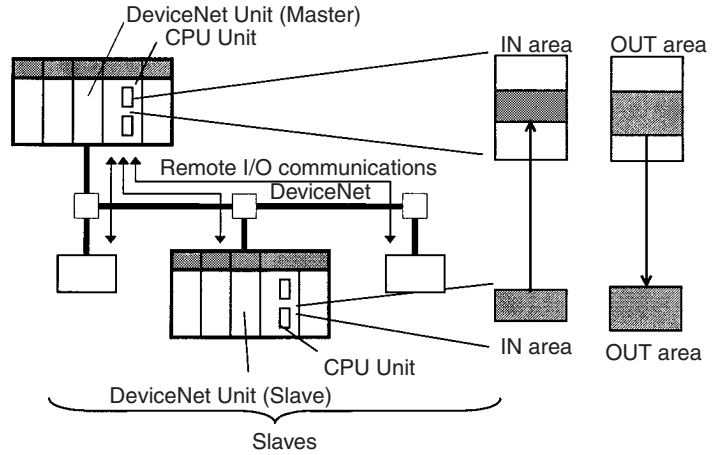 DeviceNet Unit (Master)
CPU Unit
IN area
OUT area
Remote I/O communications
DeviceNet
IN area
OUT area
CPU Unit
DeviceNet Unit (Slave)
Slaves